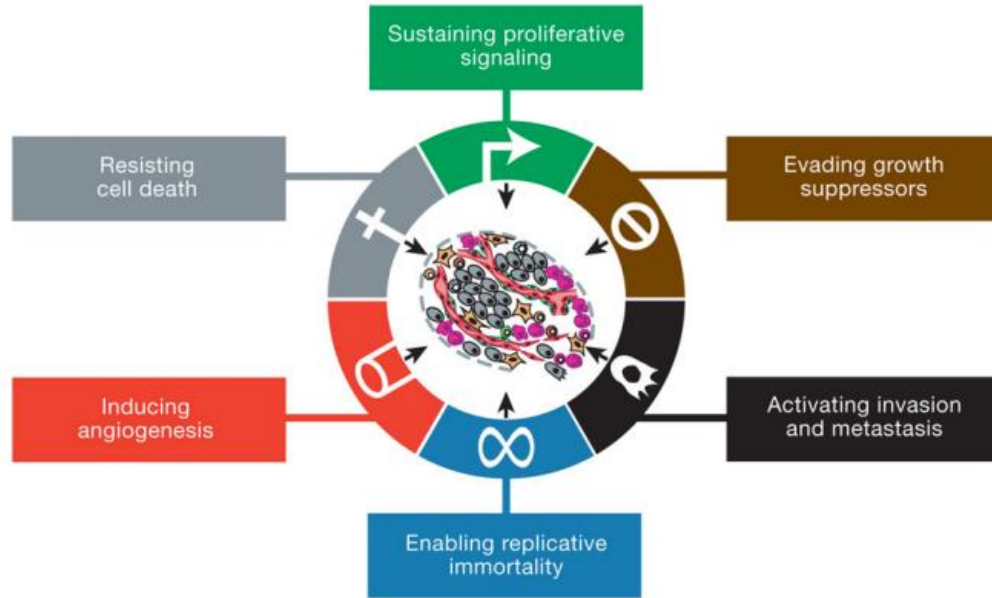 Sustaining proliferative
signaling
Resisting
cell death
Evading growth
suppressors
Inducing
angiogenesis
Activating invasion
and metastasis
Enabling replicative
immortality